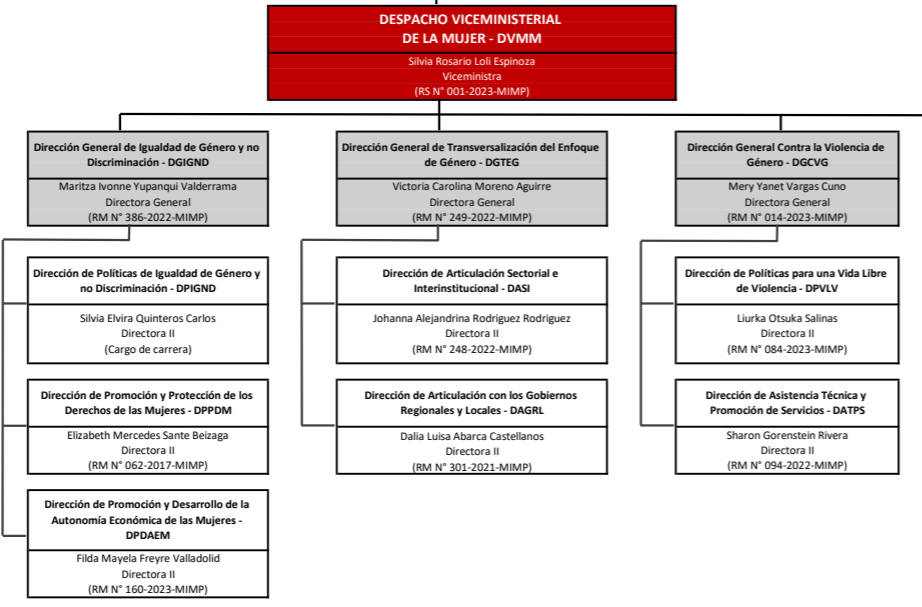 DESPACHO VICEMINISTERIAL
DE LA MUJER - DVMM
Silvia Rosario Loli Espinoza
Viceministra
(RS N° 001-2023-MIMP)
Dirección General de Igualdad de Género y no
Discriminación - DGIGND
Maritza Ivonne Yupanqui Valderrama
Directora General
(RM N° 386-2022-MIMP)
Dirección de Políticas de Igualdad de Género y
no Discriminación - DPIGND
Silvia Elvira Quinteros Carlos
Directora II
(Cargo de carrera)
Dirección de Promoción y Protección de los
Derechos de las Mujeres - DPPDM
Elizabeth Mercedes Sante Beizaga
Directora II
(RM N° 062-2017-MIMP)
Dirección de Promoción y Desarrollo de la
Autonomía Económica de las Mujeres -
DPDAEM
Filda Mayela Freyre Valladolid
Directora II
(RM N° 160-2023-MIMP)
Dirección General de Transversalización del Enfoque
de Género - DGTEG
Victoria Carolina Moreno Aguirre
Directora General
(RM N° 249-2022-MIMP)
Dirección de Articulación Sectorial e
Interinstitucional - DASI
Johanna Alejandrina Rodriguez Rodriguez
Directora II
(RM N° 248-2022-MIMP)
Dirección de Articulación con los Gobiernos
Regionales y Locales - DAGRL
Dalia Luisa Abarca Castellanos
Directora II
(RM N° 301-2021-MIMP)
Dirección General Contra la Violencia de
Género - DGCVG
Mery Yanet Vargas Cuno
Directora General
(RM N° 014-2023-MIMP)
Dirección de Políticas para una Vida Libre
de Violencia - DPVLV
Liurka Otsuka Salinas
Directora II
(RM N° 084-2023-MIMP)
Dirección de Asistencia Técnica y
Promoción de Servicios - DATPS
Sharon Gorenstein Rivera
Directora II
(RM N° 094-2022-MIMP)